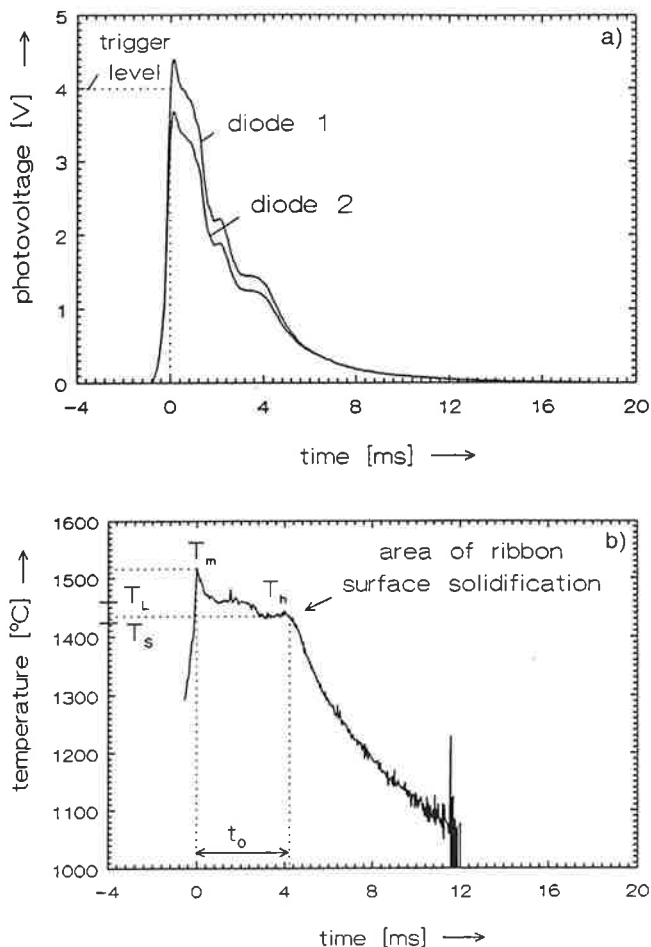 5
a)
trigger
level
4
diode 1
3
diode 2
2
1
0
photovoltage [V]
-4 0 4 8 12 16 20
time [ms]
1600
b)
T_m
area of ribbon
surface solidification
1500
T_h
T_L
T_S
1400
1300
1200
1100
t_o
1000
temperature [°C]
-4 0 4 8 12 16 20
time [ms]